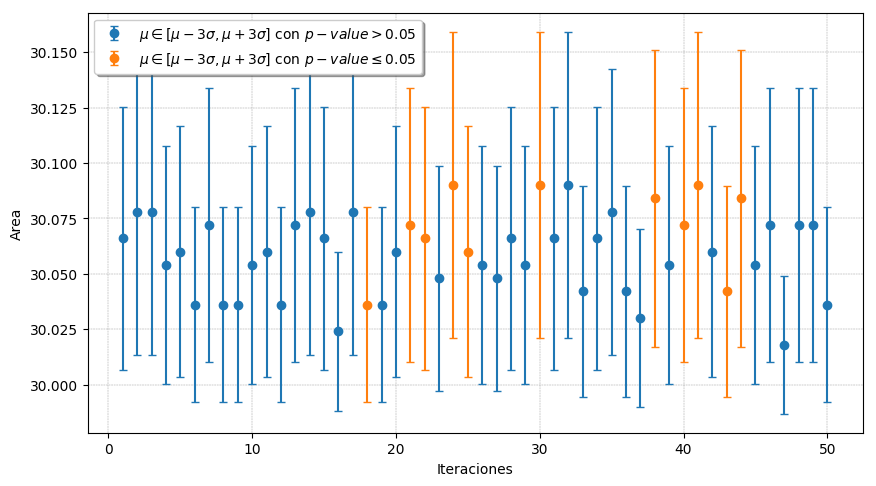 μ ∈ [μ − 3σ, μ + 3σ] con p − value > 0.05
μ ∈ [μ − 3σ, μ + 3σ] con p − value ≤ 0.05
30.150
30.125
30.100
30.075
30.050
30.025
30.000
Area
0 10 20 30 40 50
Iteraciones